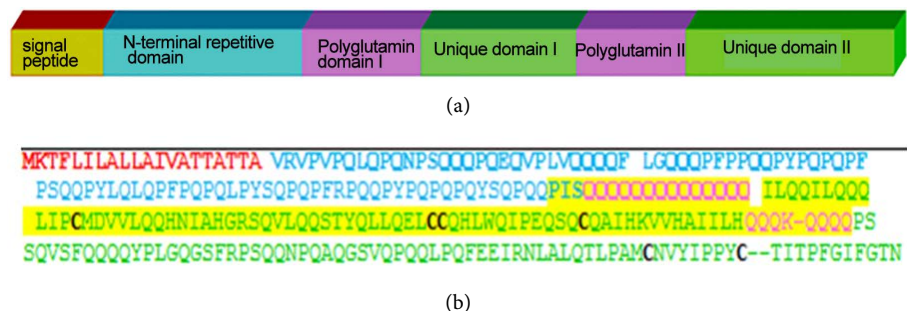 signal peptide
N-terminal repetitive domain
Polyglutamin domain I
Unique domain I
Polyglutamin II
Unique domain II
(a)
MKTFLILALLAIVATTATTA VRVPVPQLQPQNPSQQQPQEQVPLVQQQQF LGQQQPFPPQQPYPQPQPF
PSQQPYLQLQPFPQPQLPYSQPQPFRPQQPYPQPQPQYSQPQQPISQQQQQQQQQQQQQQ ILQQILQQQ
LIPCMDVVLQQHNIAHGRSQVLQQSTYQLLQELCCQHLWQIPEQSQCQAIHKVVHAIILHQQQK-QQQQPS
SQVSFQQQQYPLGQGSFRPSQQNPQAQGSVQPQQLPQFEEIRNLALQTLPAMCNVYIPPYC--TITPFGIFGTN
(b)